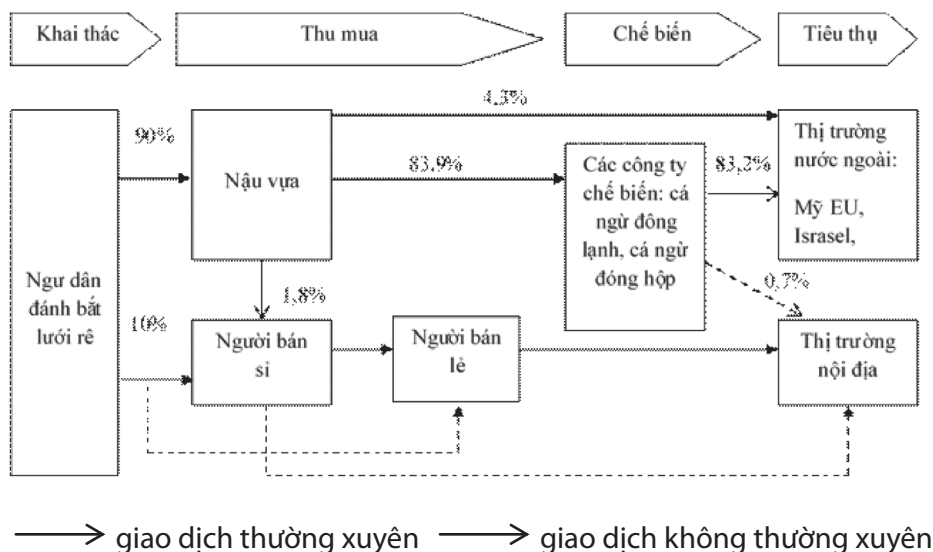 Khai thác
Thu mua
Chế biến
Tiêu thụ
4,3%
90%
Nậu vựa
83,9%
Các công ty
chế biến: cá
ngừ đông
lạnh, cá ngừ
đóng hộp
83,2%
Thị trường
nước ngoài:
Mỹ EU,
Israsel,
Ngư dân
đánh bắt
lưới rê
1,8%
0,7%
10%
Người bán
sỉ
Người bán
lẻ
Thị trường
nội địa
giao dịch thường xuyên giao dịch không thường xuyên